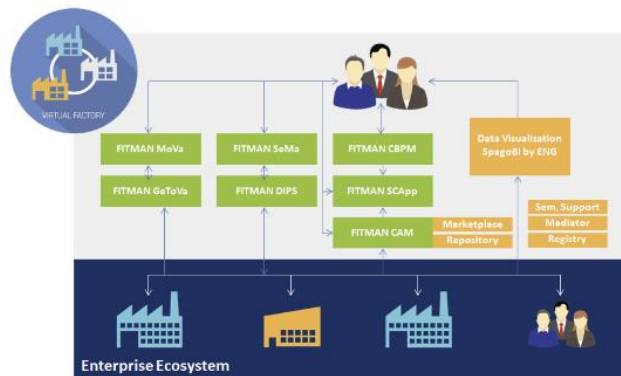 VIRTUAL FACTORY
FITMAN MoVa
FITMAN SeMa
FITMAN CBPM
Data Visualization
SpagoBI by ENG
FITMAN GeToVa
FITMAN DIPS
FITMAN SCApp
Sem. Support
Mediator
Registry
FITMAN CAM
Marketplace
Repository
Enterprise Ecosystem